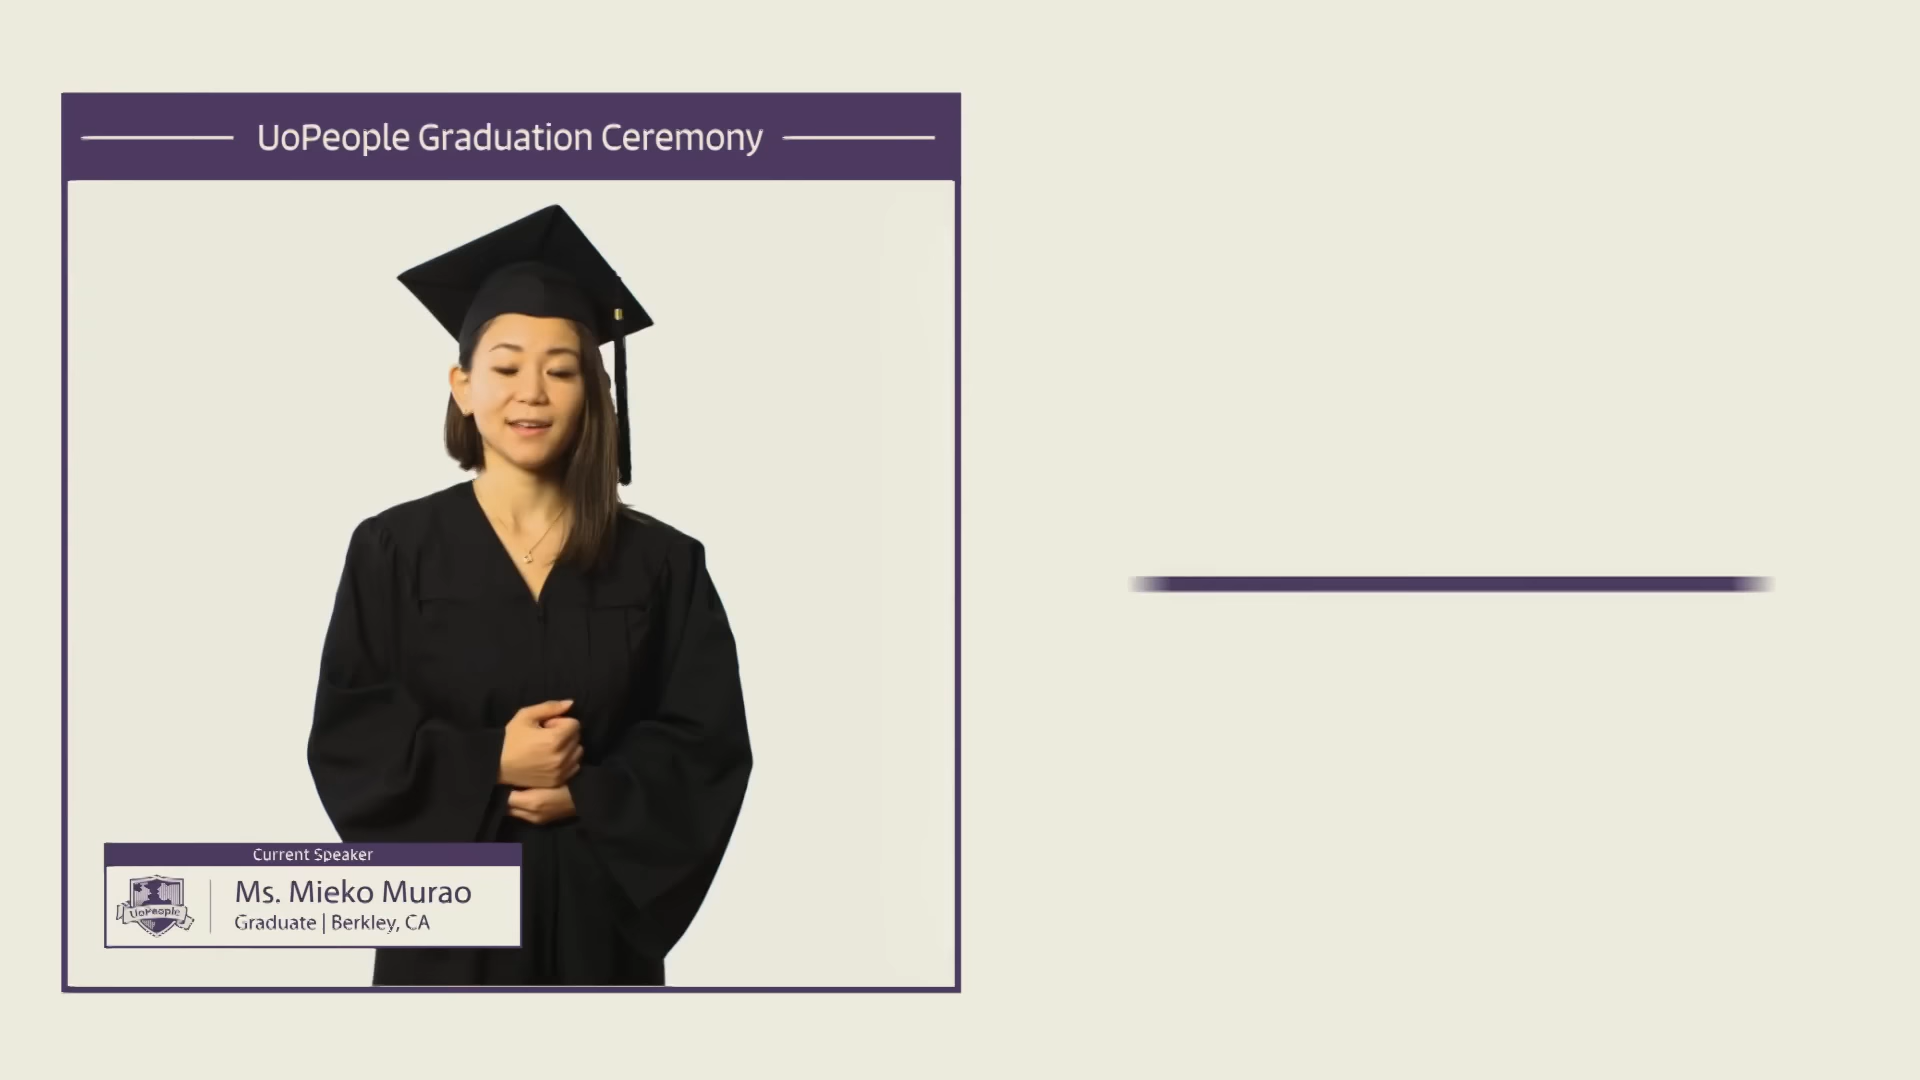 UoPeople Graduation Ceremony
Current Speaker
UoPeople
Ms. Mieko Murao
Graduate | Berkley, CA